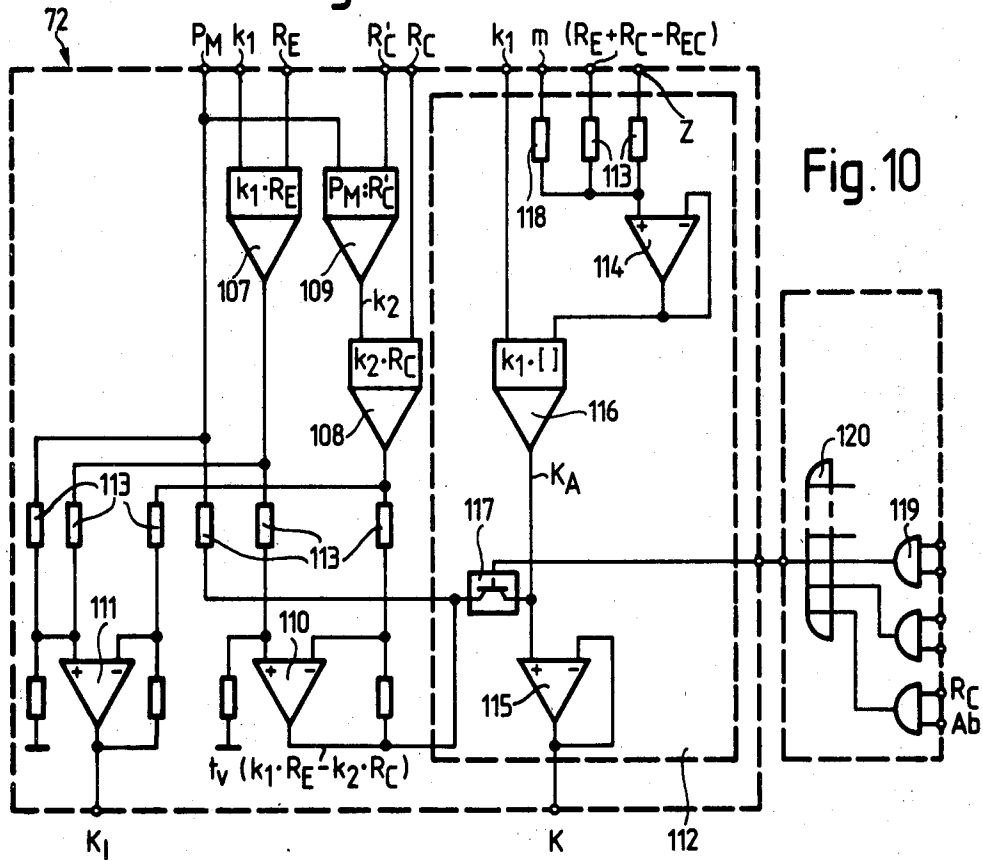 72
P_M k_1 R_E R'_C R_C k_1 m (R_E+R_C−R_EC)
Z
Fig. 10
118
113
k_1·R_E
P_M:R'_C
+ −
114
107
109
k_2
k_2·R_C
k_1·[ ]
108
116
120
K_A
113
113
117
119
111
+ −
110
+ −
115
+ −
R_C
Ab
t_v (k_1·R_E−k_2·R_C)
K_I
K
112